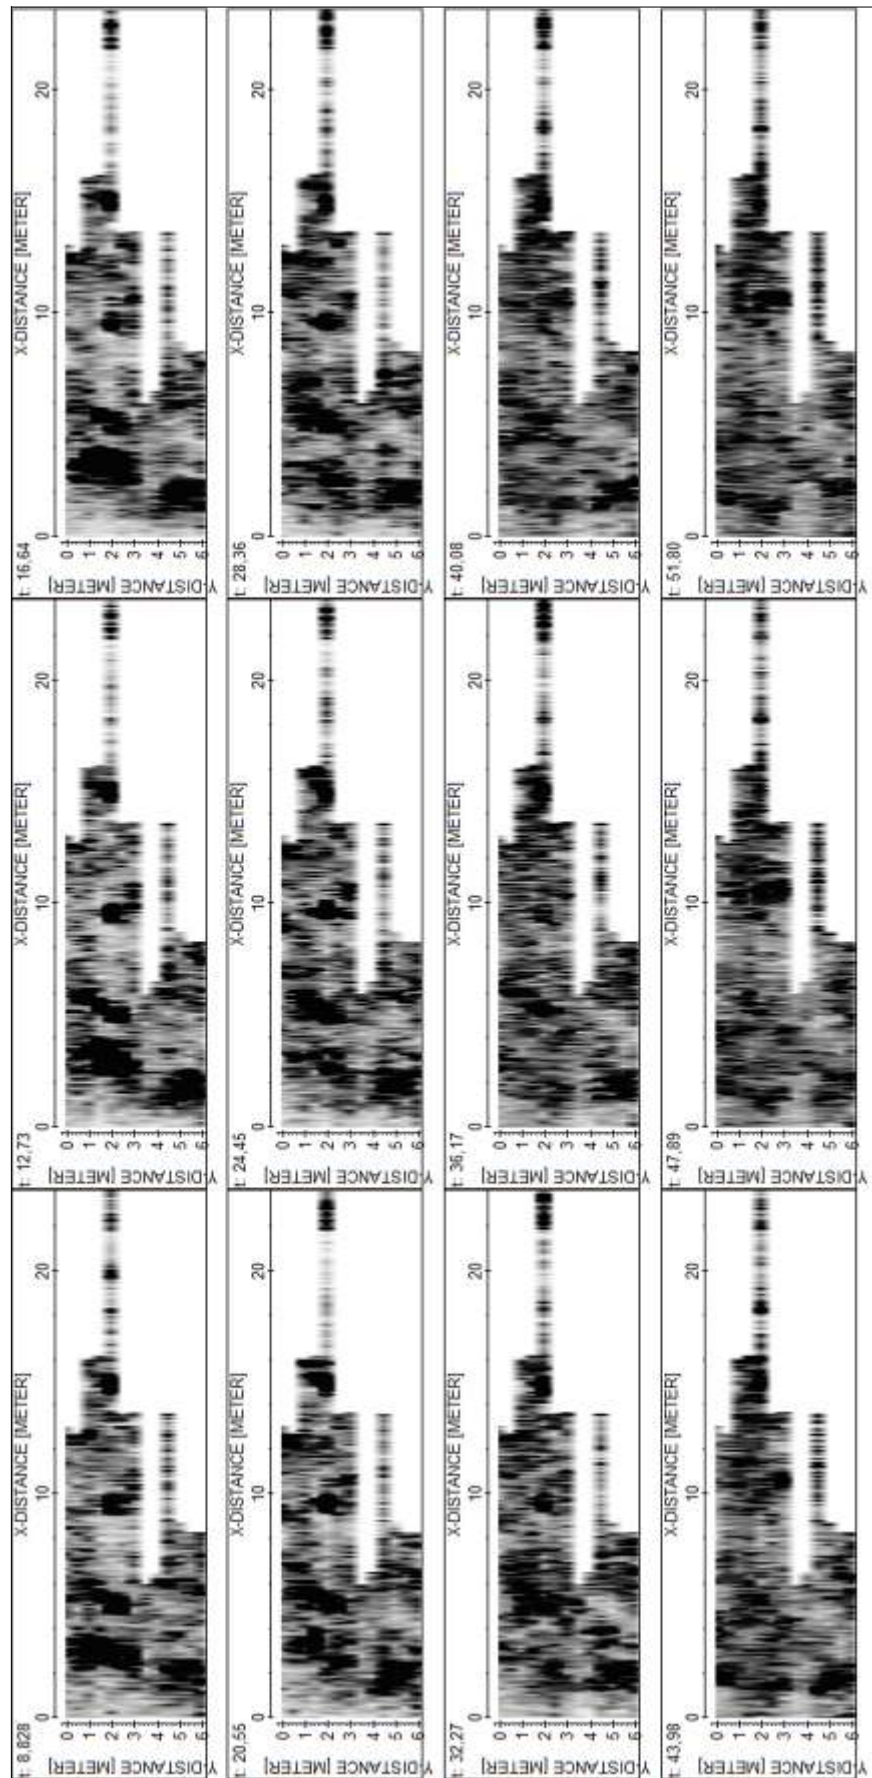 t: 8,828
X-DISTANCE [METER]
0 10 20
Y-DISTANCE [METER]
0
1
2
3
4
5
6
t: 12,73
X-DISTANCE [METER]
0 10 20
Y-DISTANCE [METER]
0
1
2
3
4
5
6
t: 16,64
X-DISTANCE [METER]
0 10 20
Y-DISTANCE [METER]
0
1
2
3
4
5
6
t: 20,55
X-DISTANCE [METER]
0 10 20
Y-DISTANCE [METER]
0
1
2
3
4
5
6
t: 24,45
X-DISTANCE [METER]
0 10 20
Y-DISTANCE [METER]
0
1
2
3
4
5
6
t: 28,36
X-DISTANCE [METER]
0 10 20
Y-DISTANCE [METER]
0
1
2
3
4
5
6
t: 32,27
X-DISTANCE [METER]
0 10 20
Y-DISTANCE [METER]
0
1
2
3
4
5
6
t: 36,17
X-DISTANCE [METER]
0 10 20
Y-DISTANCE [METER]
0
1
2
3
4
5
6
t: 40,08
X-DISTANCE [METER]
0 10 20
Y-DISTANCE [METER]
0
1
2
3
4
5
6
t: 43,98
X-DISTANCE [METER]
0 10 20
Y-DISTANCE [METER]
0
1
2
3
4
5
6
t: 47,89
X-DISTANCE [METER]
0 10 20
Y-DISTANCE [METER]
0
1
2
3
4
5
6
t: 51,80
X-DISTANCE [METER]
0 10 20
Y-DISTANCE [METER]
0
1
2
3
4
5
6